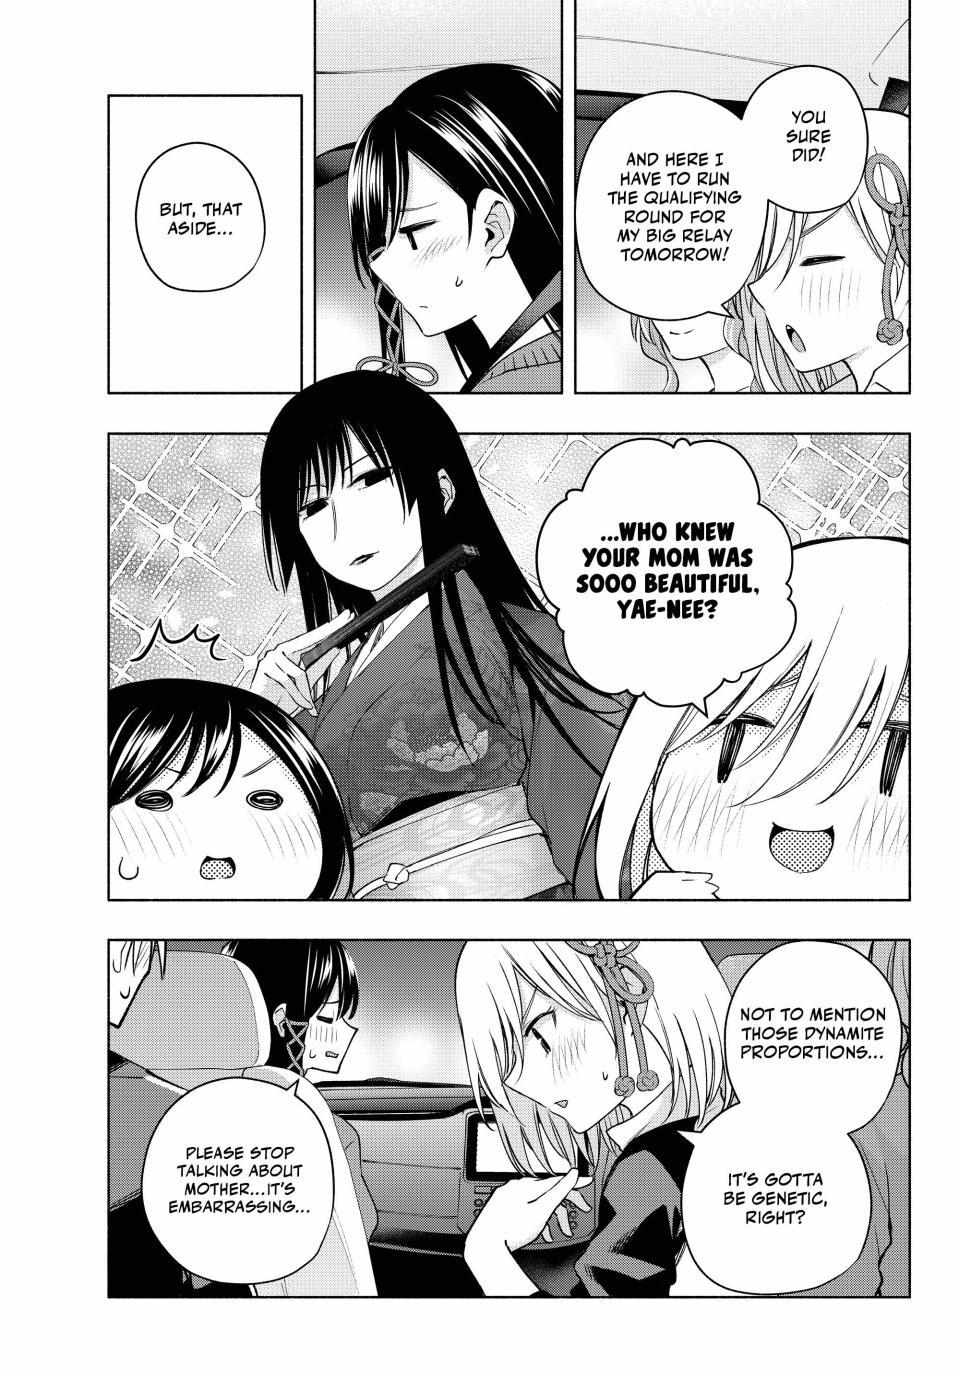 YOU
SURE
DID!
AND HERE I
HAVE TO RUN
THE QUALIFYING
ROUND FOR
MY BIG RELAY
TOMORROW!
BUT, THAT
ASIDE...
...WHO KNEW
YOUR MOM WAS
SOOO BEAUTIFUL,
YAE-NEE?
NOT TO MENTION
THOSE DYNAMITE
PROPORTIONS...
IT'S GOTTA
BE GENETIC,
RIGHT?
PLEASE STOP
TALKING ABOUT
MOTHER...IT'S
EMBARRASSING...